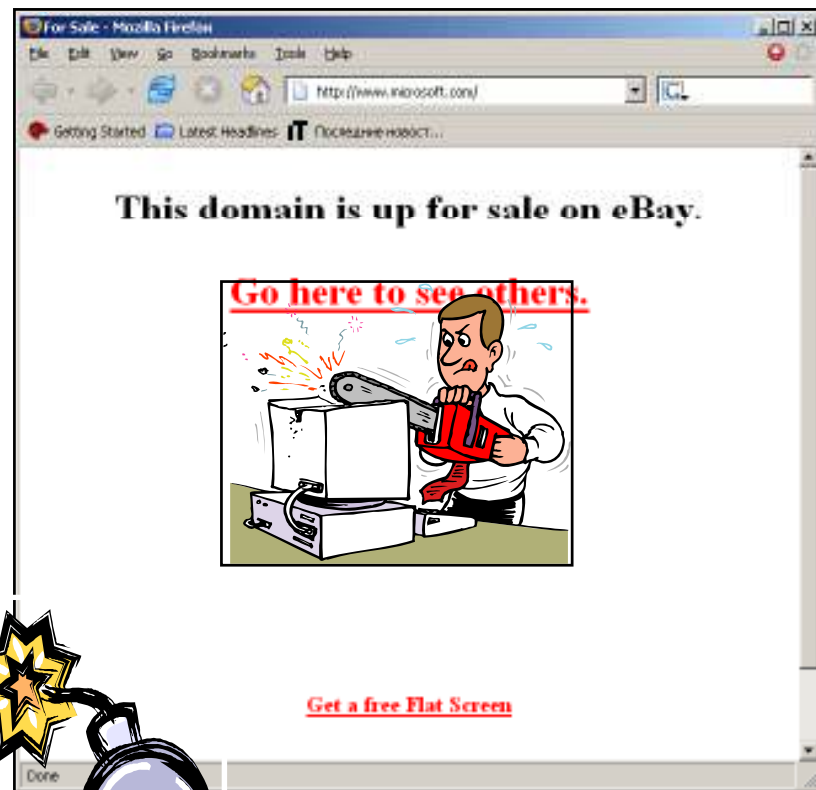 For Sale - Mozilla Firefox
File Edit View Go Bookmarks Tools Help
http://www.microsoft.com/
G
Getting Started Latest Headlines Последние новост...
This domain is up for sale on eBay.
Go here to see others.
Get a free Flat Screen
Done